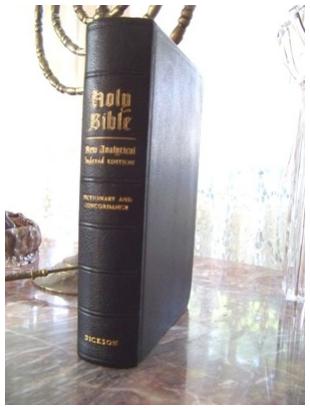 Holy
Bible
New Analytical
Indexed EDITION
DICTIONARY AND
CONCORDANCE
DICKSON